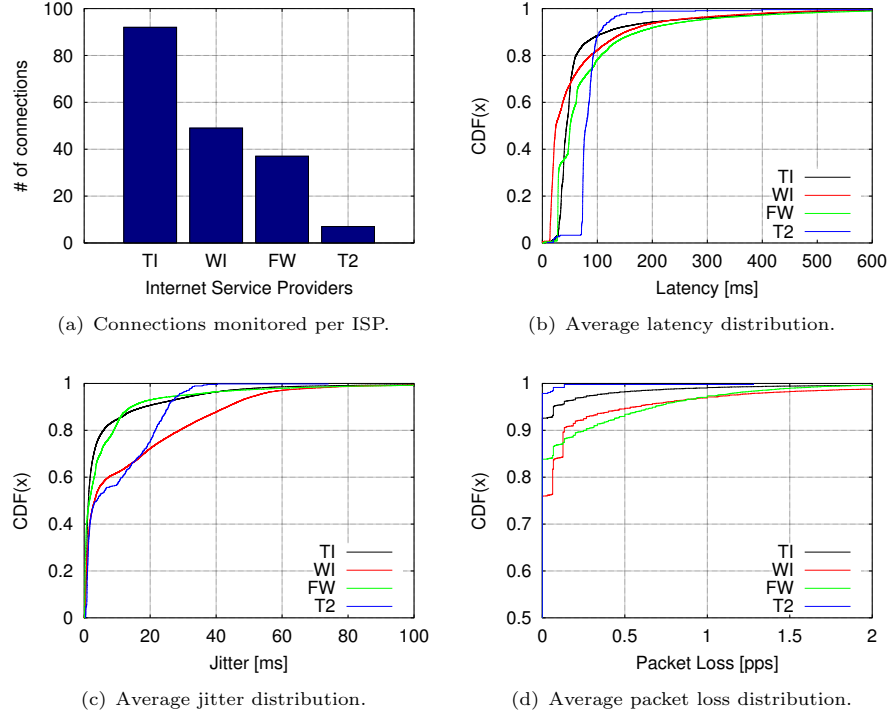 100
80
60
40
20
0
# of connections
TI WI FW T2
Internet Service Providers
(a) Connections monitored per ISP.
1
0.8
0.6
0.4
0.2
0
CDF(x)
TI
WI
FW
T2
0 100 200 300 400 500 600
Latency [ms]
(b) Average latency distribution.
1
0.8
0.6
0.4
0.2
0
CDF(x)
TI
WI
FW
T2
0 20 40 60 80 100
Jitter [ms]
(c) Average jitter distribution.
1
0.9
0.8
0.7
0.6
0.5
CDF(x)
TI
WI
FW
T2
0 0.5 1 1.5 2
Packet Loss [pps]
(d) Average packet loss distribution.